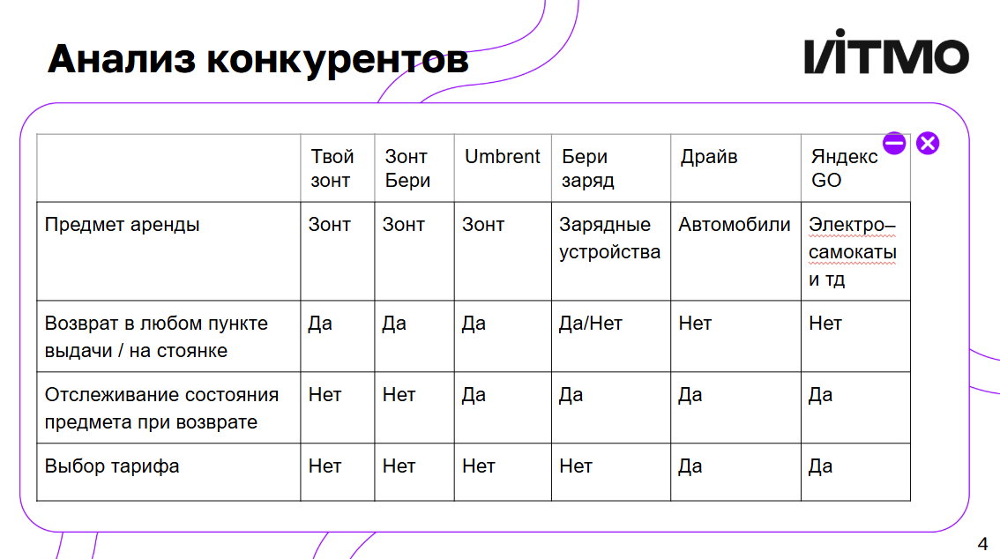 Анализ конкурентов
ИТМО
Твой зонт
Зонт Бери
Umbrent
Бери заряд
Драйв
Яндекс GO
Предмет аренды
Зонт
Зонт
Зонт
Зарядные устройства
Автомобили
Электро–самокаты и тд
Возврат в любом пункте выдачи / на стоянке
Да
Да
Да
Да/Нет
Нет
Нет
Отслеживание состояния предмета при возврате
Нет
Нет
Да
Да
Да
Да
Выбор тарифа
Нет
Нет
Нет
Нет
Да
Да
4